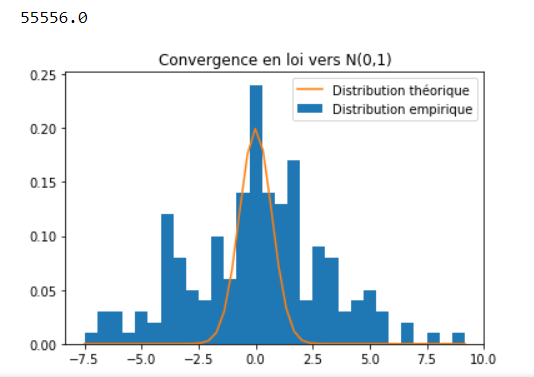 55556.0
Convergence en loi vers N(0,1)
Distribution théorique
Distribution empirique
0.25
0.20
0.15
0.10
0.05
0.00
−7.5 −5.0 −2.5 0.0 2.5 5.0 7.5 10.0